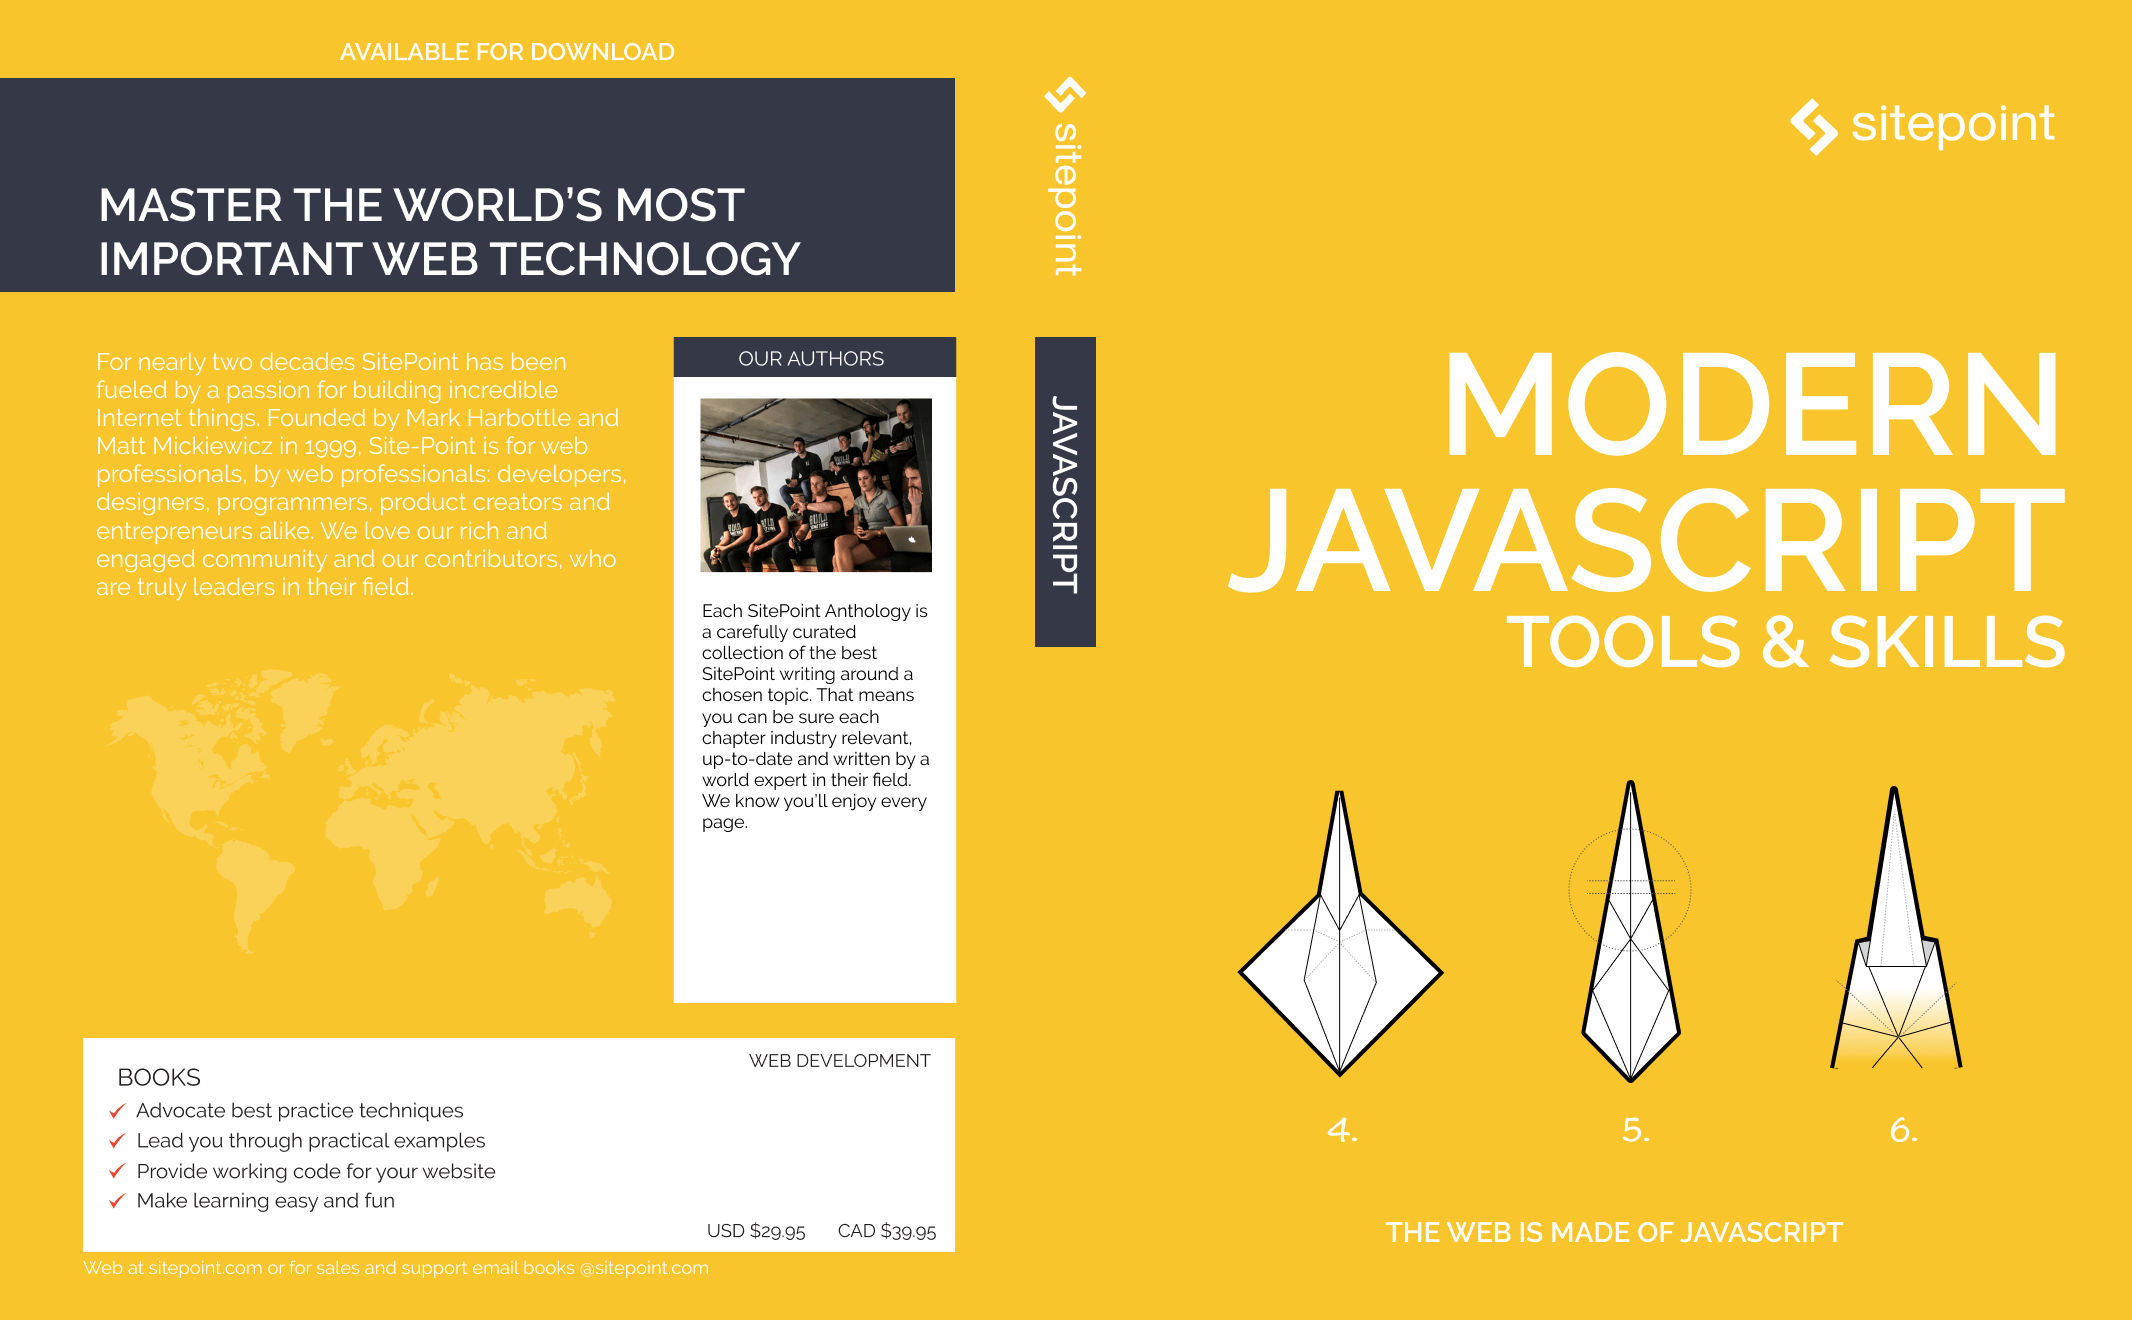 AVAILABLE FOR DOWNLOAD
MASTER THE WORLD'S MOST
IMPORTANT WEB TECHNOLOGY
For nearly two decades SitePoint has been
fueled by a passion for building incredible
Internet things. Founded by Mark Harbottle and
Matt Mickiewicz in 1999, Site-Point is for web
professionals, by web professionals: developers,
designers, programmers, product creators and
entrepreneurs alike. We love our rich and
engaged community and our contributors, who
are truly leaders in their field.
OUR AUTHORS
BUILD
Each SitePoint Anthology is
a carefully curated
collection of the best
SitePoint writing around a
chosen topic. That means
you can be sure each
chapter industry relevant,
up-to-date and written by a
world expert in their field.
We know you'll enjoy every
page.
BOOKS
WEB DEVELOPMENT
Advocate best practice techniques
Lead you through practical examples
Provide working code for your website
Make learning easy and fun
USD $29.95 CAD $39.95
Web at sitepoint.com or for sales and support email books @sitepoint.com
sitepoint
JAVASCRIPT
sitepoint
MODERN
JAVASCRIPT
TOOLS & SKILLS
4. 5. 6.
THE WEB IS MADE OF JAVASCRIPT